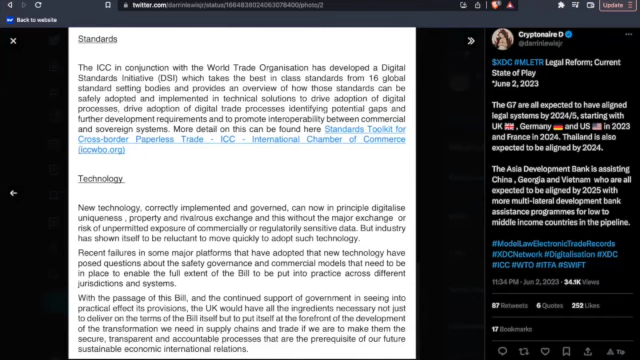 twitter.com/darrinlewisjr/status/1664836024063078400/photo/2
Update
Back to website
Standards
The ICC in conjunction with the World Trade Organisation has developed a Digital
Standards Initiative (DSI) which takes the best in class standards from 16 global
standard setting bodies and provides an overview of how those standards can be
safely adopted and implemented in technical solutions to drive adoption of digital
processes, drive adoption of digital trade processes identifying potential gaps and
further development requirements and to promote interoperability between commercial
and sovereign systems. More detail on this can be found here Standards Toolkit for
Cross-border Paperless Trade - ICC - International Chamber of Commerce
(iccwbo.org)
Technology
New technology, correctly implemented and governed, can now in principle digitalise
uniqueness, property and rivalrous exchange and this without the major exchange or
risk of unpermitted exposure of commercially or regulatorily sensitive data. But industry
has shown itself to be reluctant to move quickly to adopt such technology.
Recent failures in some major platforms that have adopted that new technology have
posed questions about the safety governance and commercial models that need to be
in place to enable the full extent of the Bill to be put into practice across different
jurisdictions and systems.
With the passage of this Bill, and the continued support of government in seeing into
practical effect its provisions, the UK would have all the ingredients necessary not just
to deliver on the terms of the Bill itself but to put itself at the forefront of the development
of the transformation we need in supply chains and trade if we are to make them the
secure, transparent and accountable processes that are the prerequisite of our future
sustainable economic international relations.
Cryptonaire D
@darrinlewisjr
$XDC #MLETR Legal Reform; Current
State of Play
*June 2, 2023
The G7 are all expected to have aligned
legal systems by 2024/5, starting with
UK 🇬🇧, Germany 🇩🇪 and US 🇺🇸 in 2023
and France in 2024. Thailand is also
expected to be aligned by 2024.
The Asia Development Bank is assisting
China, Georgia and Vietnam who are all
expected to be aligned by 2025 with
more multi-lateral development bank
assistance programmes for low to
middle income countries in the pipeline.
#ModelLawElectronicTradeRecords
#XDCNetwork #Digitalisation #XDC
#ICC #WTO #ITFA #SWIFT
11:34 PM · Jun 2, 2023 · 34.1K Views
87 Retweets 6 Quotes 252 Likes
17 Bookmarks